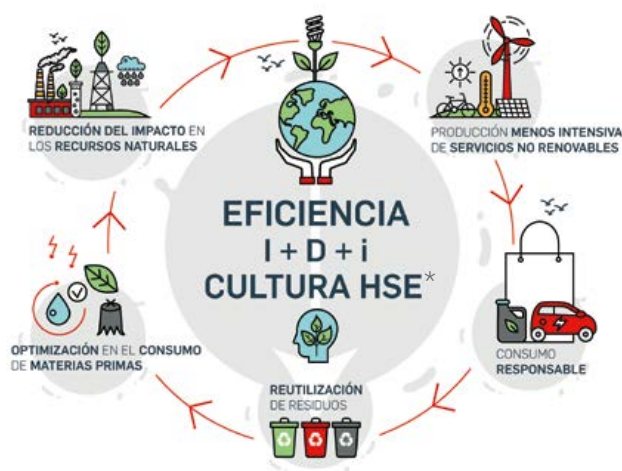 REDUCCIÓN DEL IMPACTO EN
LOS RECURSOS NATURALES
PRODUCCIÓN MENOS INTENSIVA
DE SERVICIOS NO RENOVABLES
EFICIENCIA
I + D + i
CULTURA HSE*
OPTIMIZACIÓN EN EL CONSUMO
DE MATERIAS PRIMAS
CONSUMO
RESPONSABLE
REUTILIZACIÓN
DE RESIDUOS